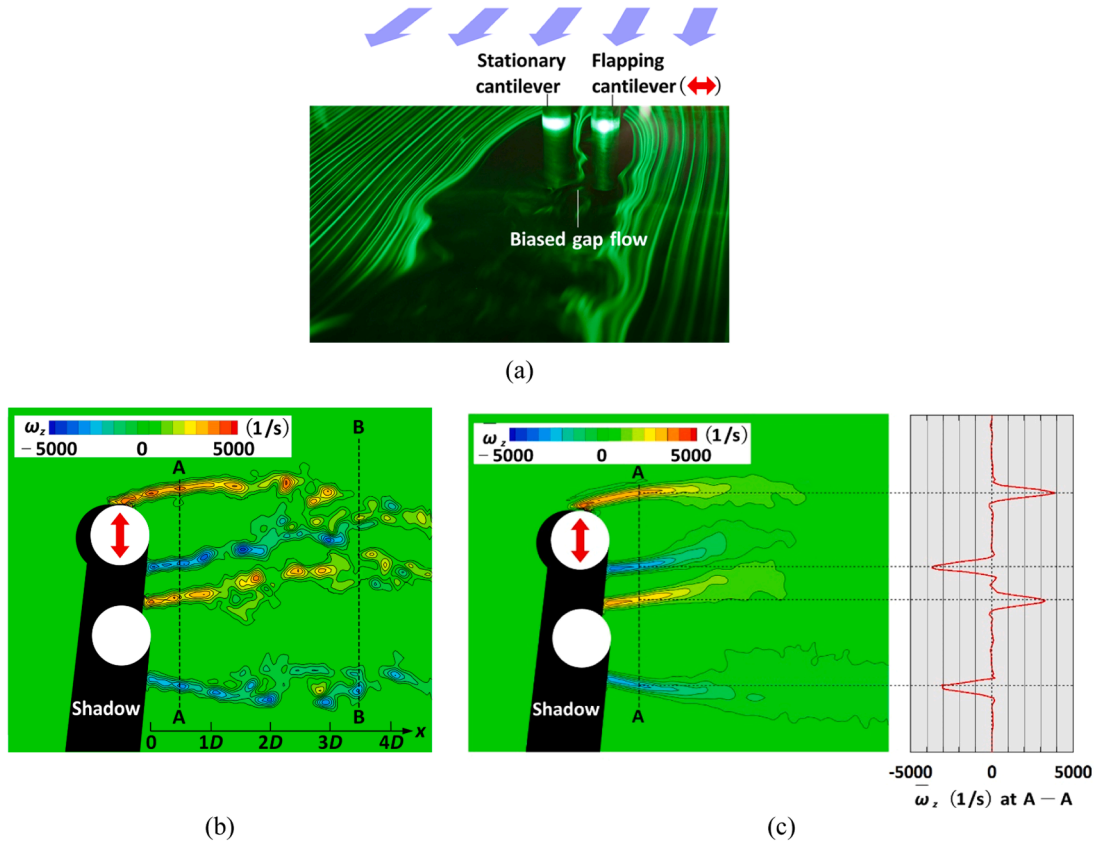 Stationary
cantilever
Flapping
cantilever (↔)
Biased gap flow
(a)
ω z (1/s)
−5000 0 5000
B
A
A
B
Shadow
0 1D 2D 3D 4D x
(b)
ω̅ z (1/s)
−5000 0 5000
A
A
Shadow
-5000 0 5000
ω̅ z (1/s) at A − A
(c)